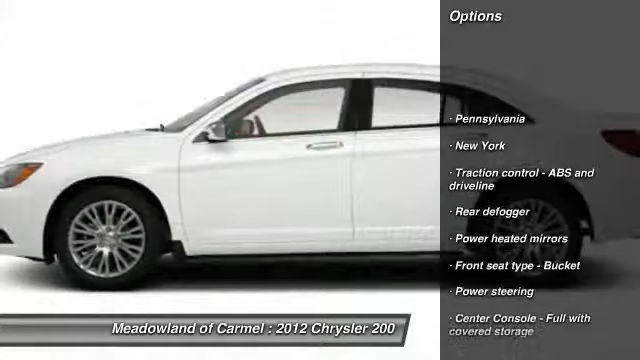 Options
· Pennsylvania
· New York
· Traction control - ABS and
driveline
· Rear defogger
· Power heated mirrors
· Front seat type - Bucket
· Power steering
· Center Console - Full with
covered storage
Meadowland of Carmel : 2012 Chrysler 200